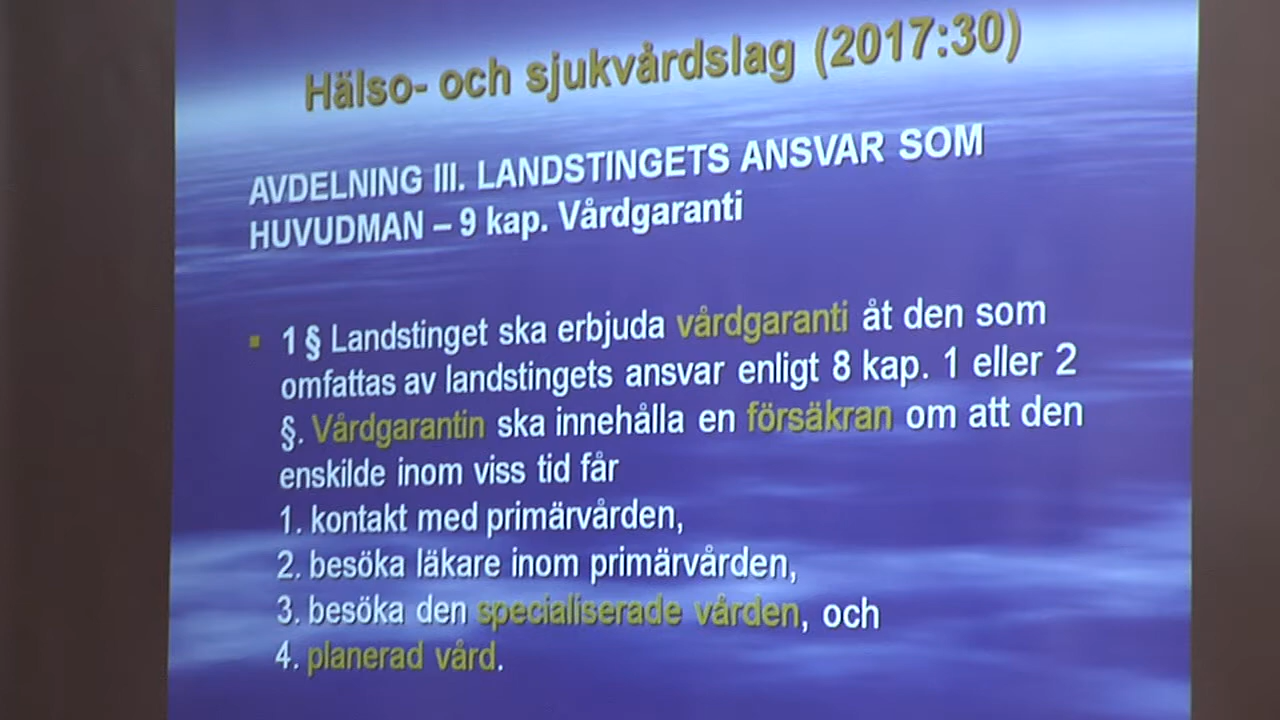 Hälso- och sjukvårdslag (2017:30)
AVDELNING III. LANDSTINGETS ANSVAR SOM
HUVUDMAN – 9 kap. Vårdgaranti
1 § Landstinget ska erbjuda vårdgaranti åt den som
omfattas av landstingets ansvar enligt 8 kap. 1 eller 2
§. Vårdgarantin ska innehålla en försäkran om att den
enskilde inom viss tid får
1. kontakt med primärvården,
2. besöka läkare inom primärvården,
3. besöka den specialiserade vården, och
4. planerad vård.